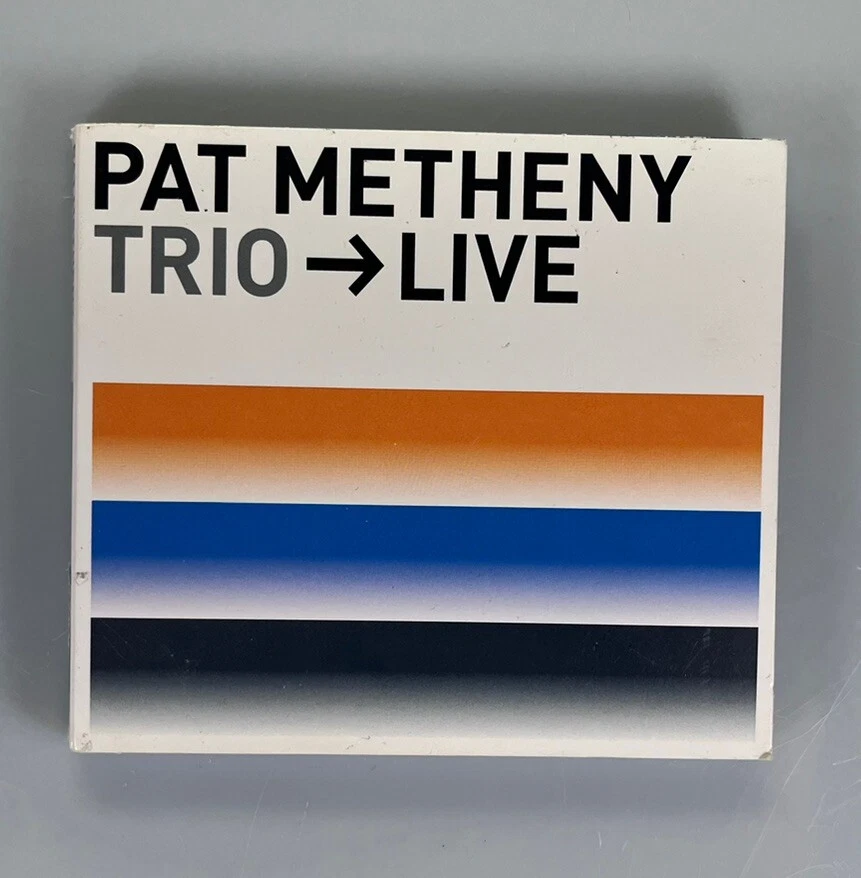 PAT METHENY
TRIO → LIVE